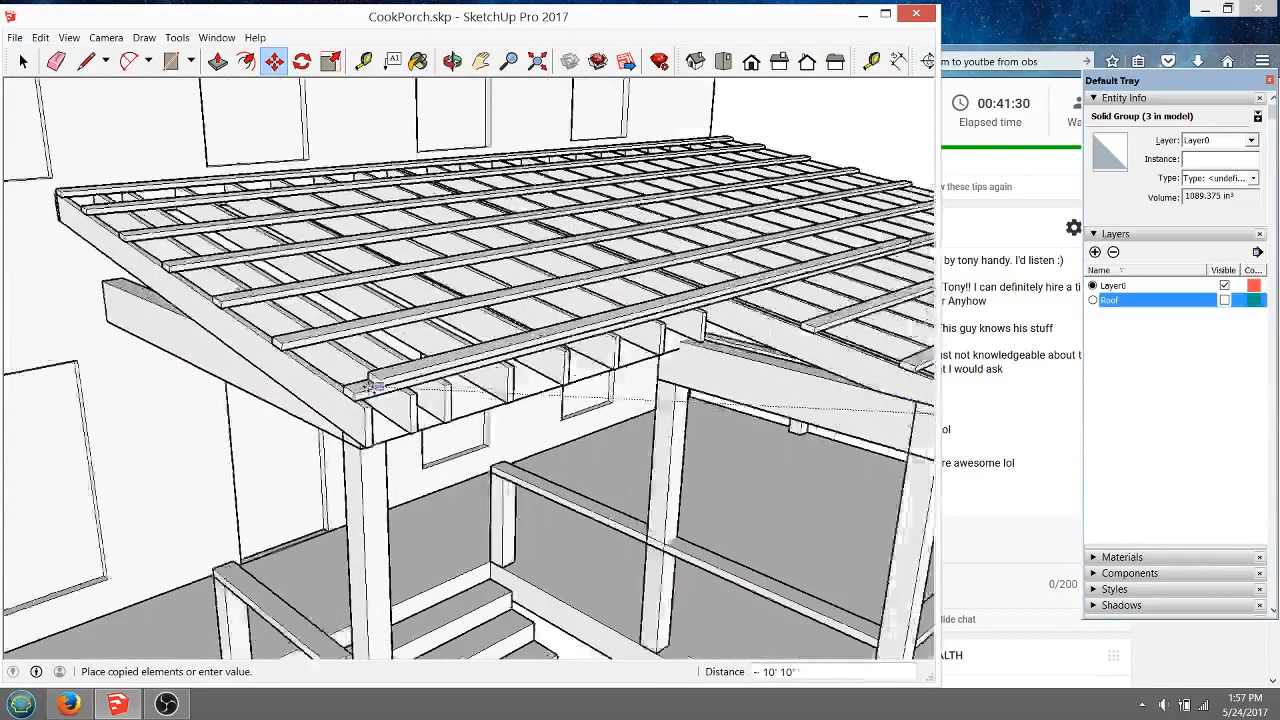 CookPorch.skp - SketchUp Pro 2017
File Edit View Camera Draw Tools Window Help
m to youtbe from obs
Default Tray
Entity Info
Solid Group (3 in model)
Layer: Layer0
Instance:
Type: Type: <undefi...
Volume: 1089.375 in³
Layers
Name Visible Co...
Layer0
Roof
Materials
Components
Styles
Shadows
00:41:30
Elapsed time
Wa
w these tips again
by tony handy. I'd listen :)
Tony!! I can definitely hire a ti
r Anyhow
This guy knows his stuff
ust not knowledgeable about t
t I would ask
lol
re awesome lol
0/200
ide chat
ALTH
Place copied elements or enter value.
Distance ~ 10' 10"
1:57 PM
5/24/2017